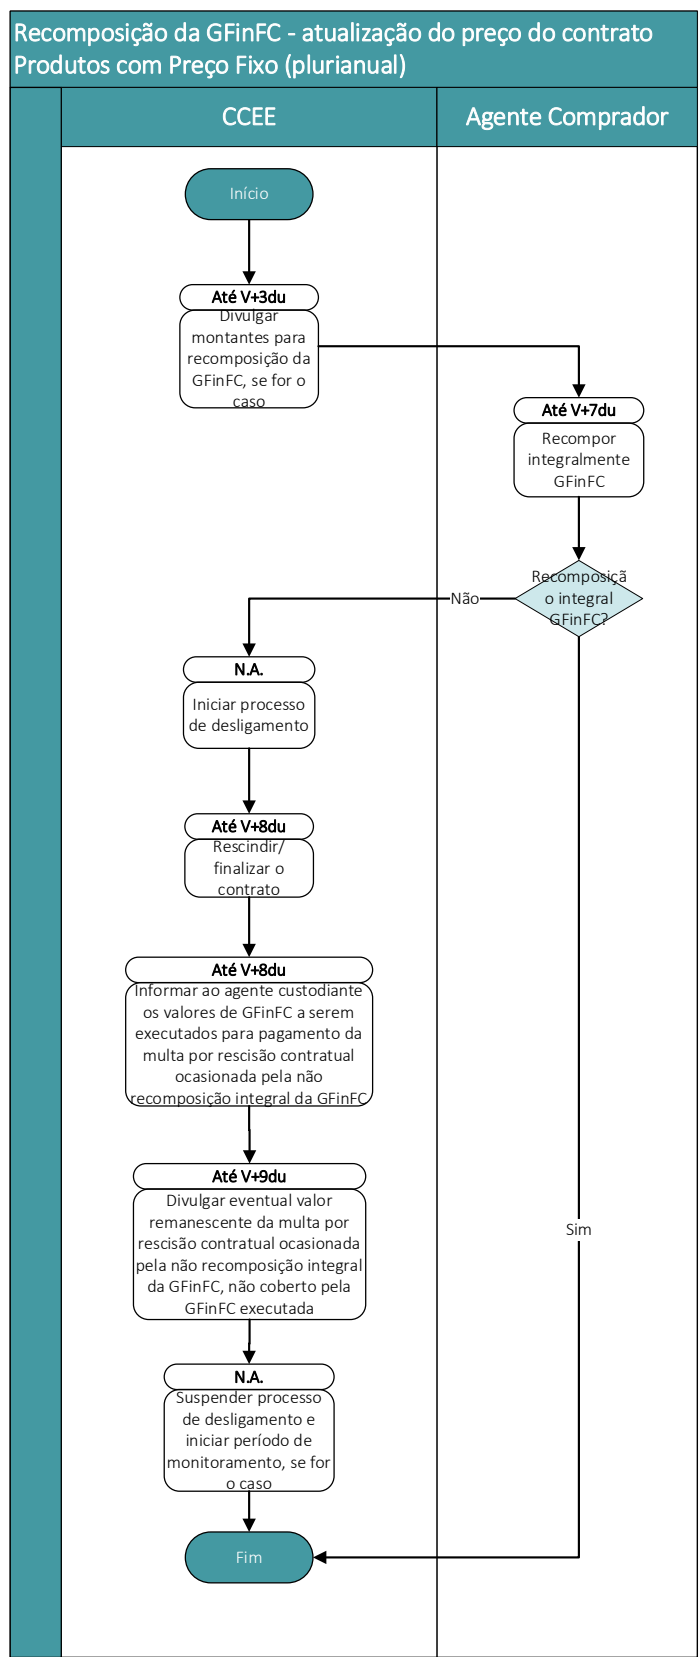 Recomposição da GFinFC - atualização do preço do contrato
Produtos com Preço Fixo (plurianual)
CCEE
Agente Comprador
Início
Até V+3du
Divulgar
montantes para
recomposição da
GFinFC, se for o
caso
Até V+7du
Recompor
integralmente
GFinFC
Recomposiçã
o integral
GFinFC?
Não
N.A.
Iniciar processo
de desligamento
Até V+8du
Rescindir/
finalizar o
contrato
Até V+8du
Informar ao agente custodiante
os valores de GFinFC a serem
executados para pagamento da
multa por rescisão contratual
ocasionada pela não
recomposição integral da GFinFC
Até V+9du
Divulgar eventual valor
remanescente da multa por
rescisão contratual ocasionada
pela não recomposição integral
da GFinFC, não coberto pela
GFinFC executada
Sim
N.A.
Suspender processo
de desligamento e
iniciar período de
monitoramento, se for
o caso
Fim